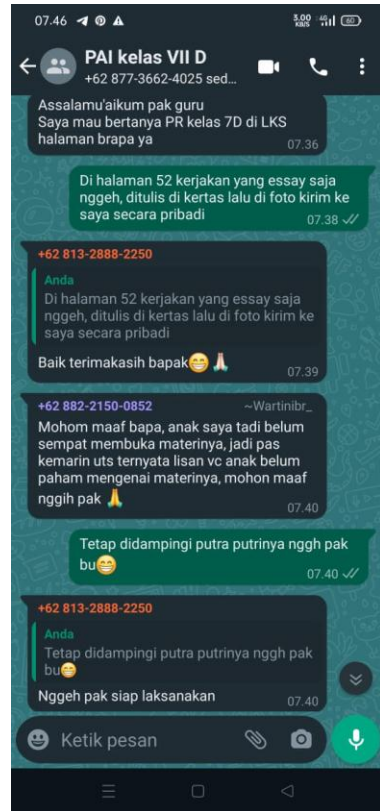 07.46
5.00 KB/S 4G 60
PAI kelas VII D
+62 877-3662-4025 sed...
Assalamu'aikum pak guru
Saya mau bertanya PR kelas 7D di LKS
halaman brapa ya
07.36
Di halaman 52 kerjakan yang essay saja
nggeh, ditulis di kertas lalu di foto kirim ke
saya secara pribadi
07.38
+62 813-2888-2250
Anda
Di halaman 52 kerjakan yang essay saja
nggeh, ditulis di kertas lalu di foto kirim ke
saya secara pribadi
Baik terimakasih bapak😁🙏🏻
07.39
+62 882-2150-0852 ~Wartinibr_
Mohom maaf bapa, anak saya tadi belum
sempat membuka materinya, jadi pas
kemarin uts ternyata lisan vc anak belum
paham mengenai materinya, mohon maaf
nggih pak 🙏
07.40
Tetap didampingi putra putrinya nggh pak
bu😁
07.40
+62 813-2888-2250
Anda
Tetap didampingi putra putrinya nggh pak
bu😁
Nggeh pak siap laksanakan
07.40
Ketik pesan